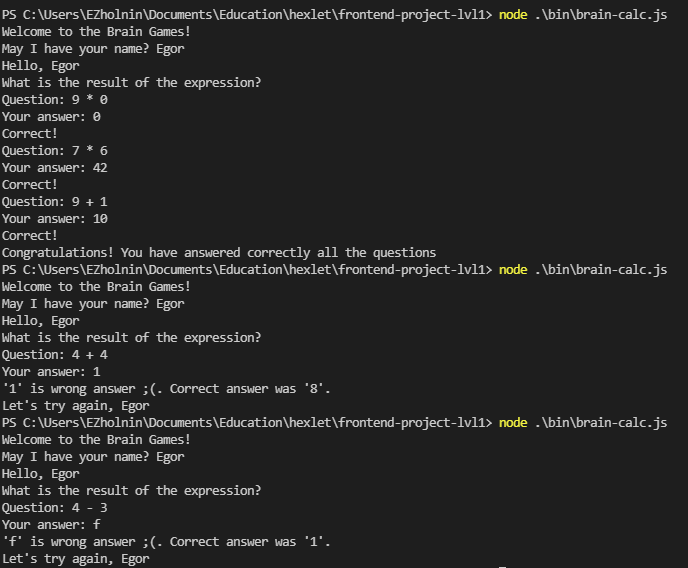 PS C:\Users\EZholnin\Documents\Education\hexlet\frontend-project-lvl1> node .\bin\brain-calc.js
Welcome to the Brain Games!
May I have your name? Egor
Hello, Egor
What is the result of the expression?
Question: 9 * 0
Your answer: 0
Correct!
Question: 7 * 6
Your answer: 42
Correct!
Question: 9 + 1
Your answer: 10
Correct!
Congratulations! You have answered correctly all the questions
PS C:\Users\EZholnin\Documents\Education\hexlet\frontend-project-lvl1> node .\bin\brain-calc.js
Welcome to the Brain Games!
May I have your name? Egor
Hello, Egor
What is the result of the expression?
Question: 4 + 4
Your answer: 1
'1' is wrong answer ;(. Correct answer was '8'.
Let's try again, Egor
PS C:\Users\EZholnin\Documents\Education\hexlet\frontend-project-lvl1> node .\bin\brain-calc.js
Welcome to the Brain Games!
May I have your name? Egor
Hello, Egor
What is the result of the expression?
Question: 4 - 3
Your answer: f
'f' is wrong answer ;(. Correct answer was '1'.
Let's try again, Egor